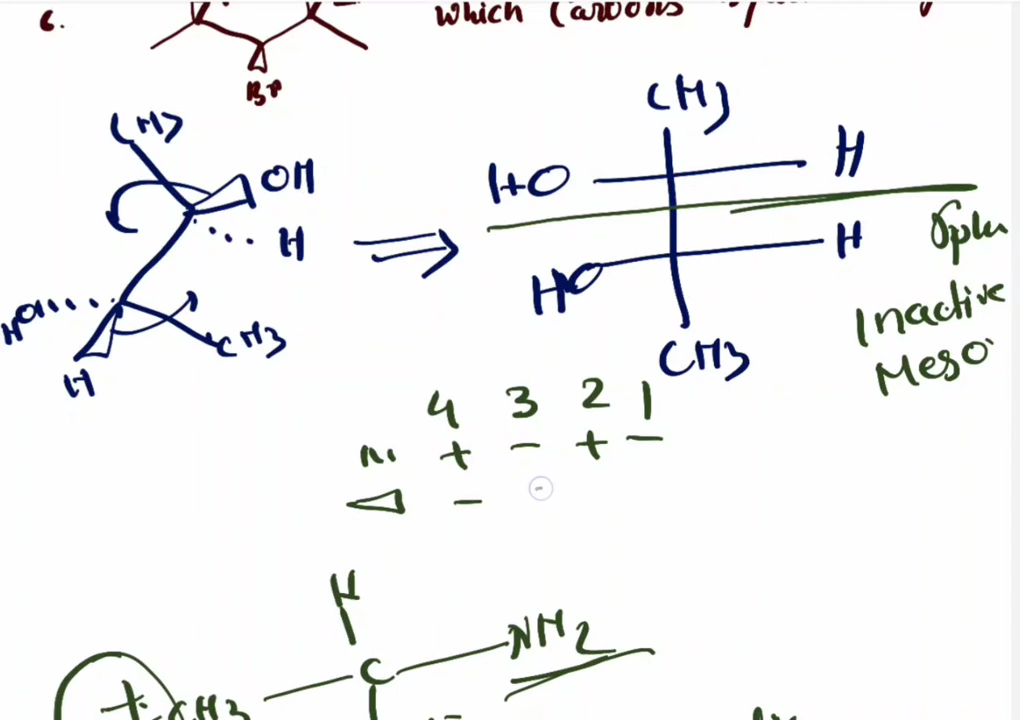 6.
which Carbons
Br
CH3
OH
H
HO
H
CH3
CH3
HO
H
HO
H
CH3
Inactive
Meso
4 3 2 1
+ - + -
-
H
C
NH2
+
CH3